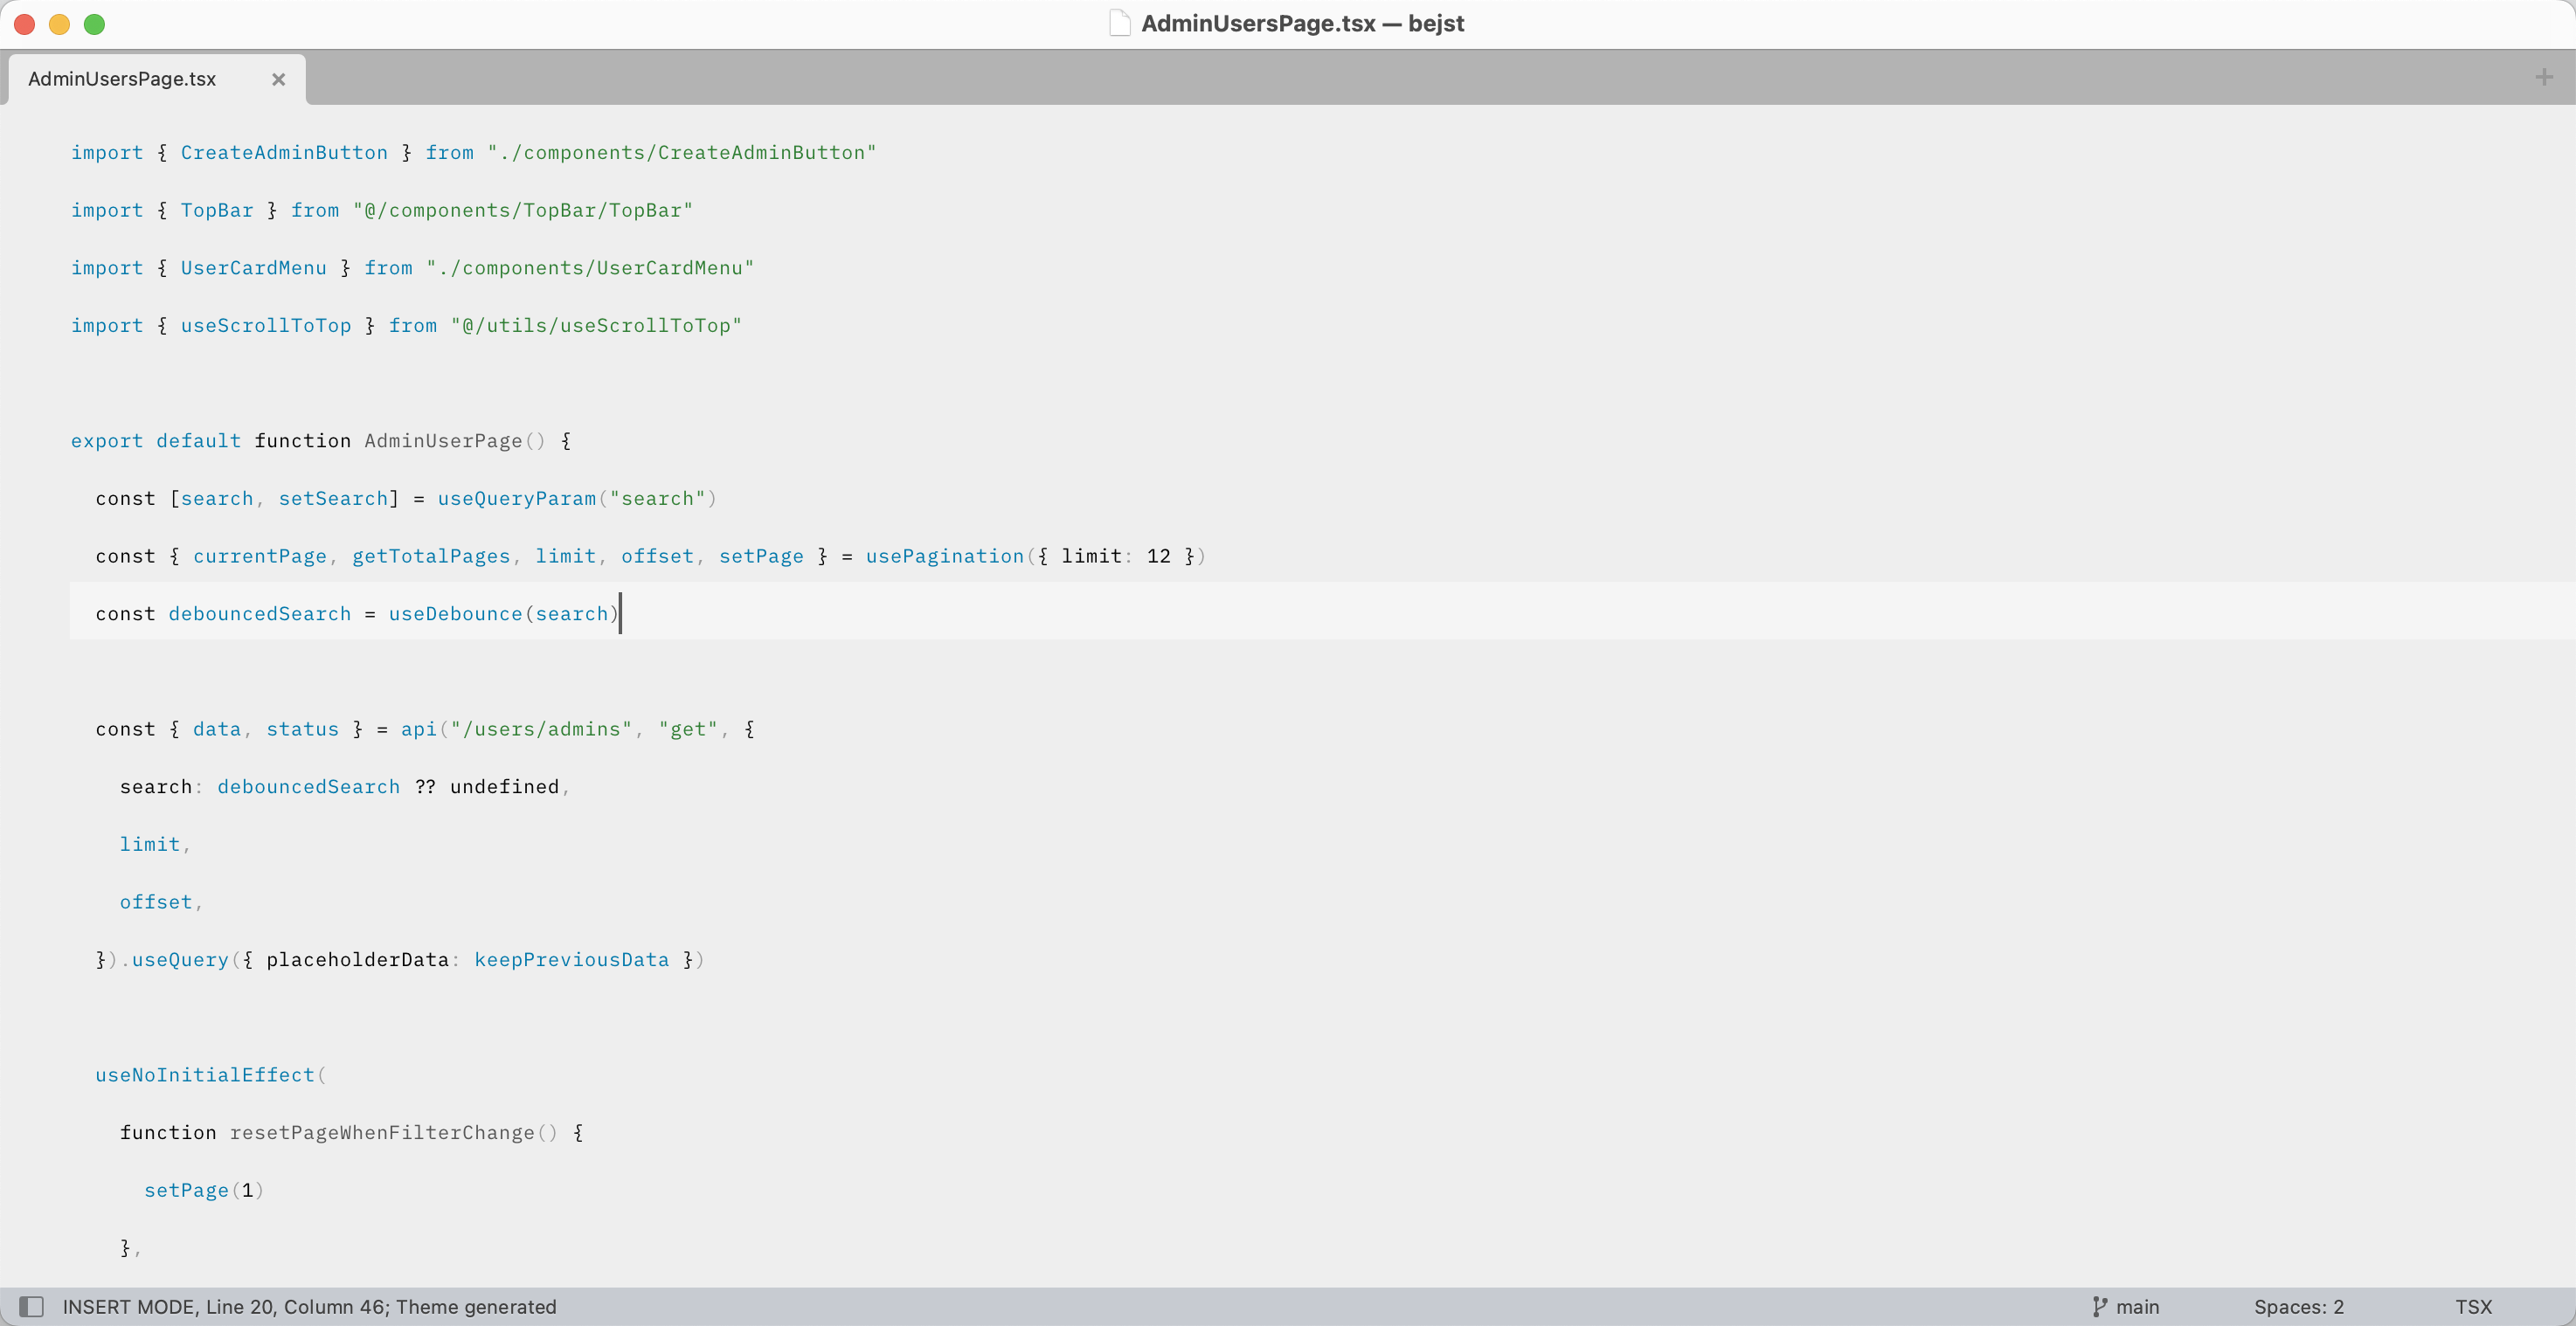 AdminUsersPage.tsx — bejst
AdminUsersPage.tsx
import { CreateAdminButton } from "./components/CreateAdminButton"
import { TopBar } from "@/components/TopBar/TopBar"
import { UserCardMenu } from "./components/UserCardMenu"
import { useScrollToTop } from "@/utils/useScrollToTop"
export default function AdminUserPage() {
const [search, setSearch] = useQueryParam("search")
const { currentPage, getTotalPages, limit, offset, setPage } = usePagination({ limit: 12 })
const debouncedSearch = useDebounce(search)
const { data, status } = api("/users/admins", "get", {
search: debouncedSearch ?? undefined,
limit,
offset,
}).useQuery({ placeholderData: keepPreviousData })
useNoInitialEffect(
function resetPageWhenFilterChange() {
setPage(1)
},
INSERT MODE, Line 20, Column 46; Theme generated
main
Spaces: 2
TSX